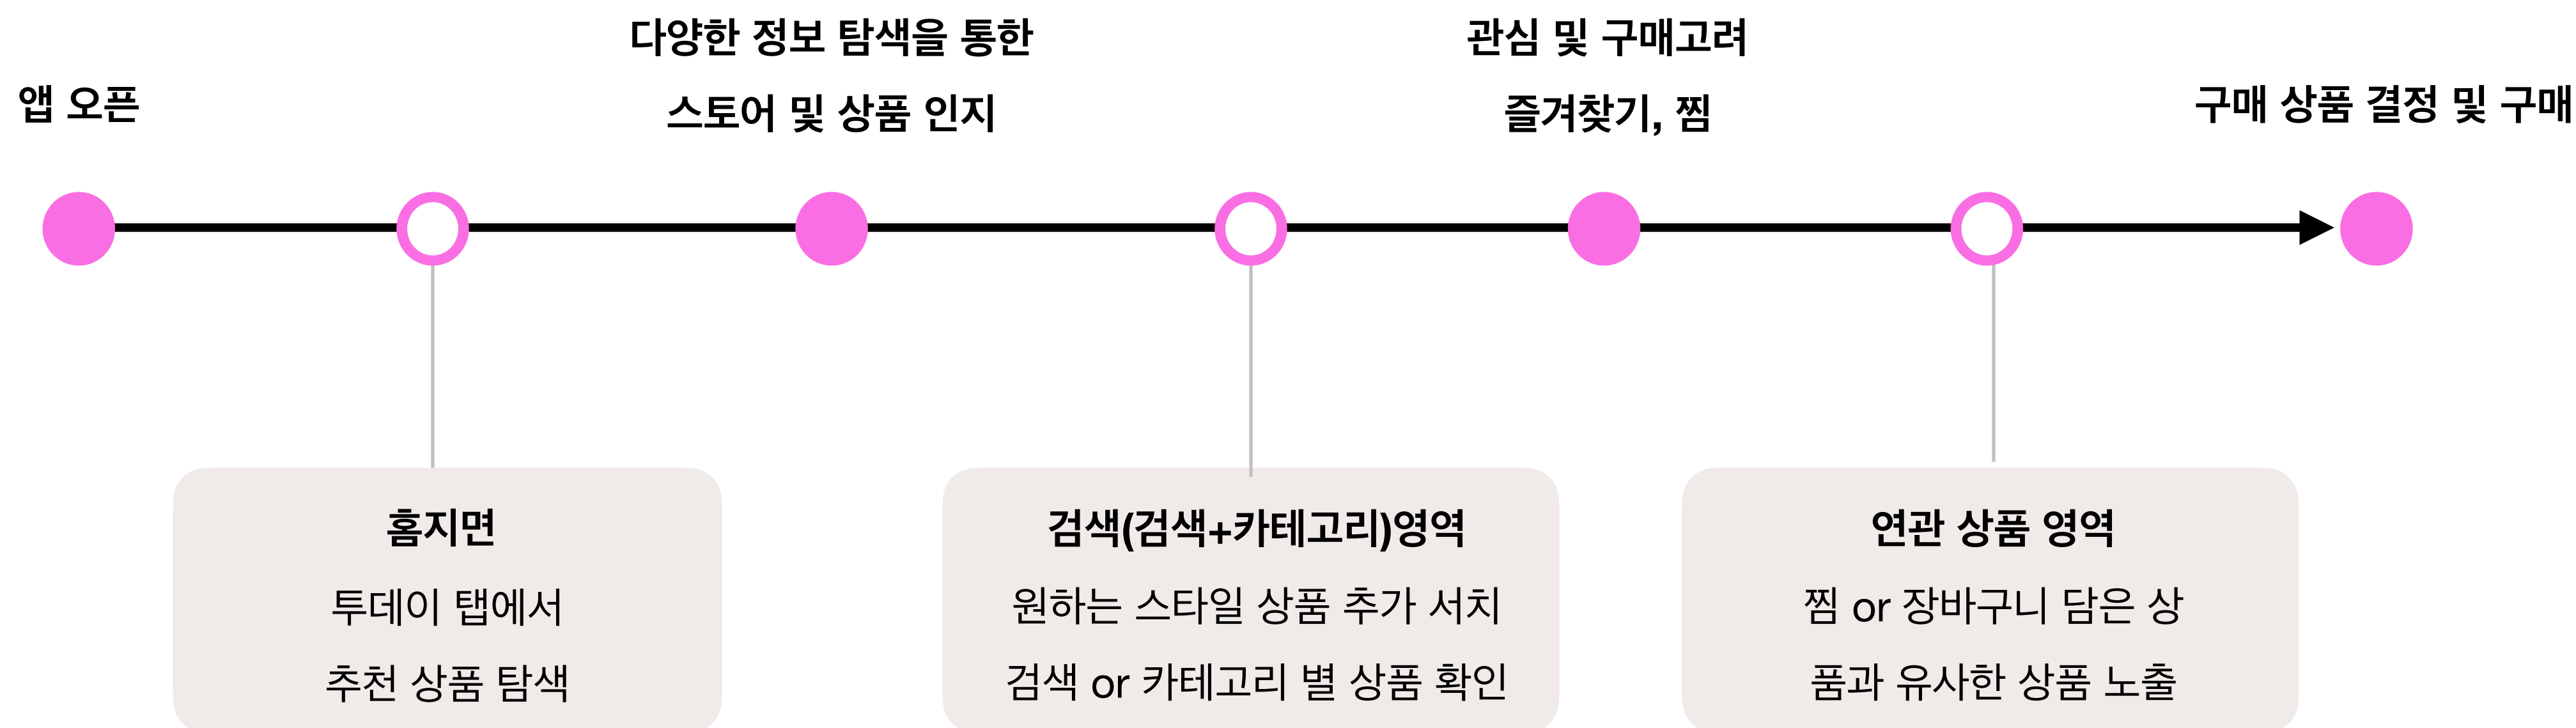 앱 오픈
다양한 정보 탐색을 통한
스토어 및 상품 인지
관심 및 구매고려
즐겨찾기, 찜
구매 상품 결정 및 구매
홈지면
투데이 탭에서
추천 상품 탐색
검색(검색+카테고리)영역
원하는 스타일 상품 추가 서치
검색 or 카테고리 별 상품 확인
연관 상품 영역
찜 or 장바구니 담은 상
품과 유사한 상품 노출